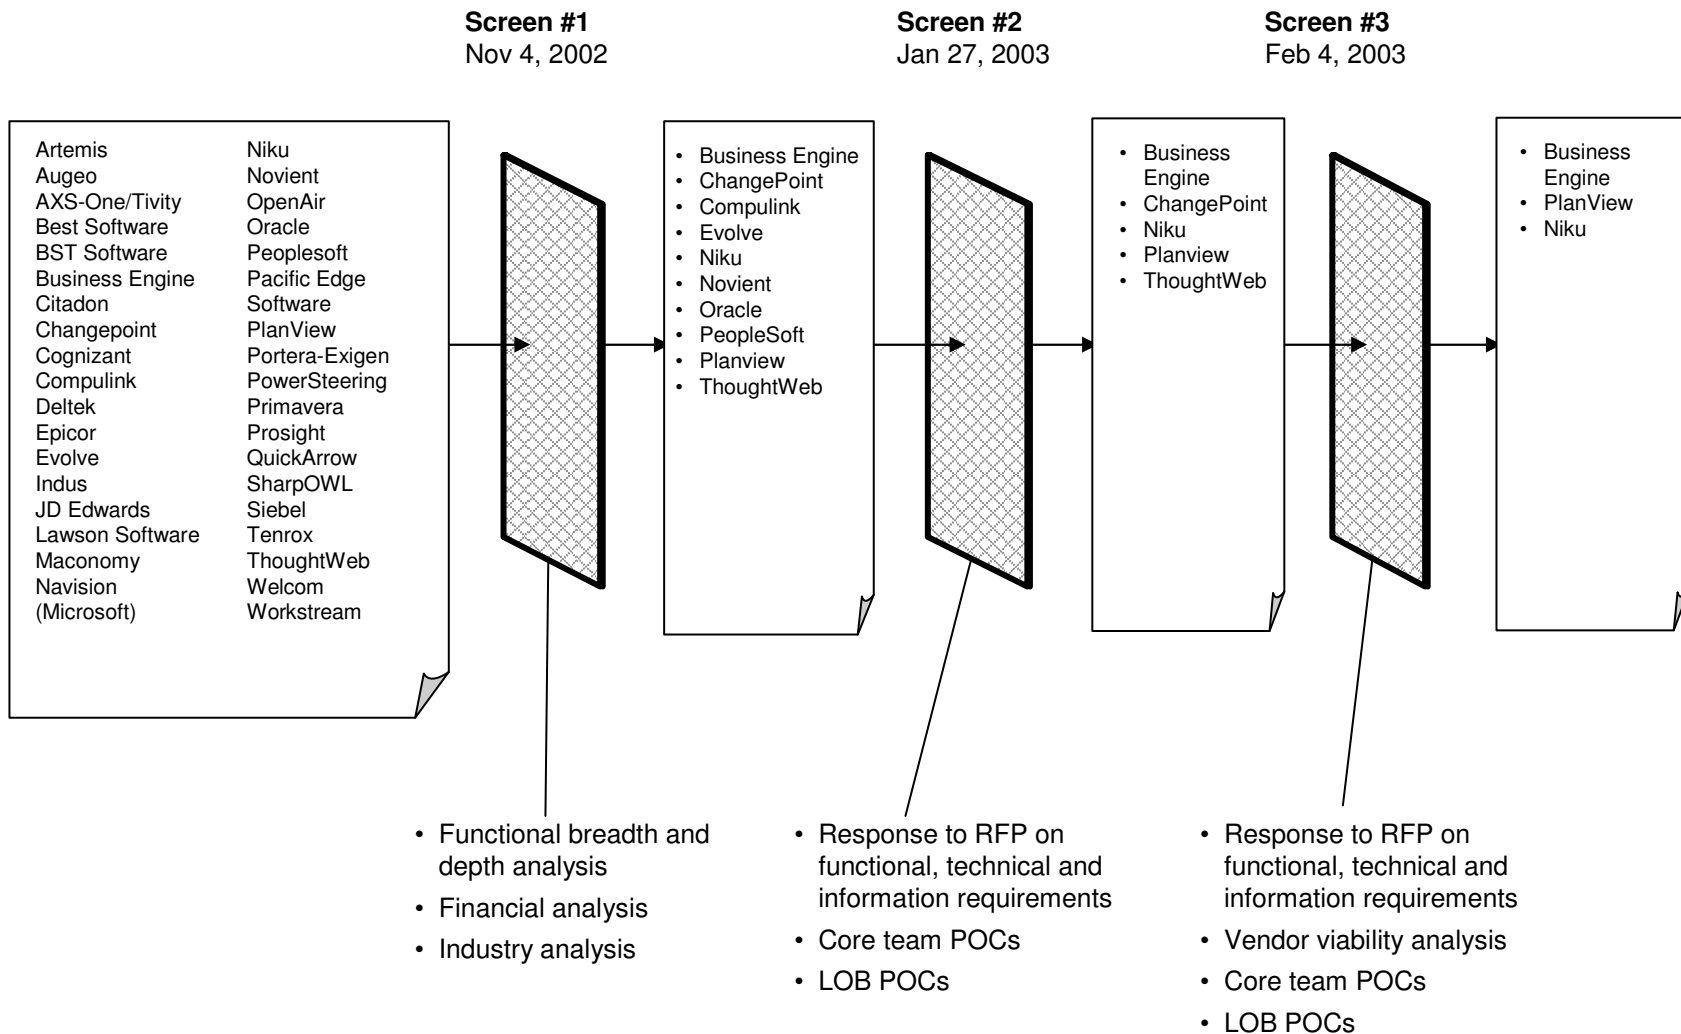 Screen #1
Nov 4, 2002
Screen #2
Jan 27, 2003
Screen #3
Feb 4, 2003
Artemis
Augeo
AXS-One/Tivity
Best Software
BST Software
Business Engine
Citadon
Changepoint
Cognizant
Compulink
Deltek
Epicor
Evolve
Indus
JD Edwards
Lawson Software
Maconomy
Navision
(Microsoft)
Niku
Novient
OpenAir
Oracle
Peoplesoft
Pacific Edge
Software
PlanView
Portera-Exigen
PowerSteering
Primavera
Prosight
QuickArrow
SharpOWL
Siebel
Tenrox
ThoughtWeb
Welcom
Workstream
• Business Engine
• ChangePoint
• Compulink
• Evolve
• Niku
• Novient
• Oracle
• PeopleSoft
• Planview
• ThoughtWeb
• Business
Engine
• ChangePoint
• Niku
• Planview
• ThoughtWeb
• Business
Engine
• PlanView
• Niku
• Functional breadth and
depth analysis
• Financial analysis
• Industry analysis
• Response to RFP on
functional, technical and
information requirements
• Core team POCs
• LOB POCs
• Response to RFP on
functional, technical and
information requirements
• Vendor viability analysis
• Core team POCs
• LOB POCs